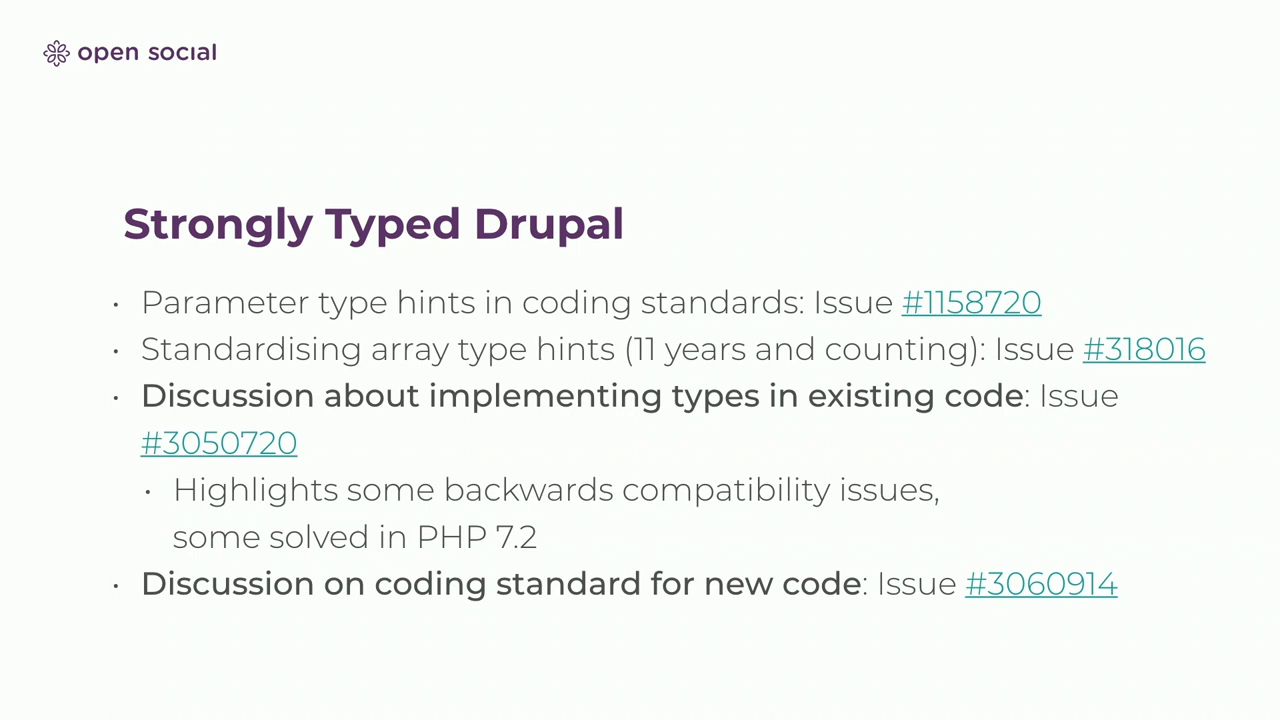 open social
Strongly Typed Drupal
• Parameter type hints in coding standards: Issue #1158720
• Standardising array type hints (11 years and counting): Issue #318016
• Discussion about implementing types in existing code: Issue
#3050720
• Highlights some backwards compatibility issues,
some solved in PHP 7.2
• Discussion on coding standard for new code: Issue #3060914